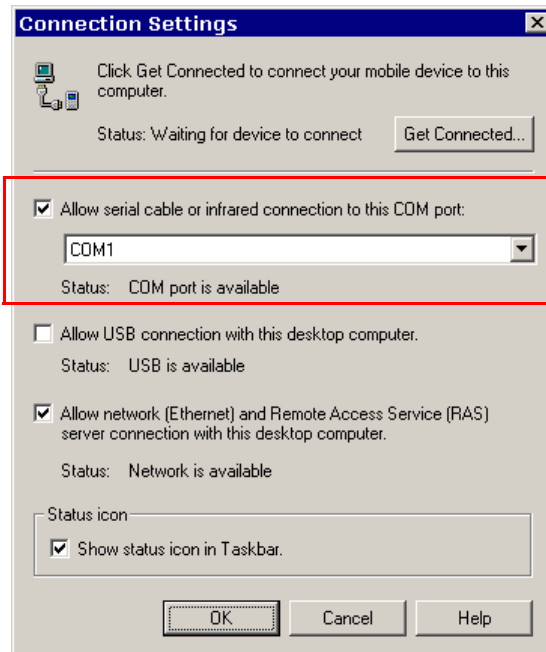 Connection Settings
Click Get Connected to connect your mobile device to this
computer.
Status: Waiting for device to connect
Get Connected...
Allow serial cable or infrared connection to this COM port:
COM1
Status: COM port is available
Allow USB connection with this desktop computer.
Status: USB is available
Allow network (Ethernet) and Remote Access Service (RAS)
server connection with this desktop computer.
Status: Network is available
Status icon
Show status icon in Taskbar.
OK Cancel Help